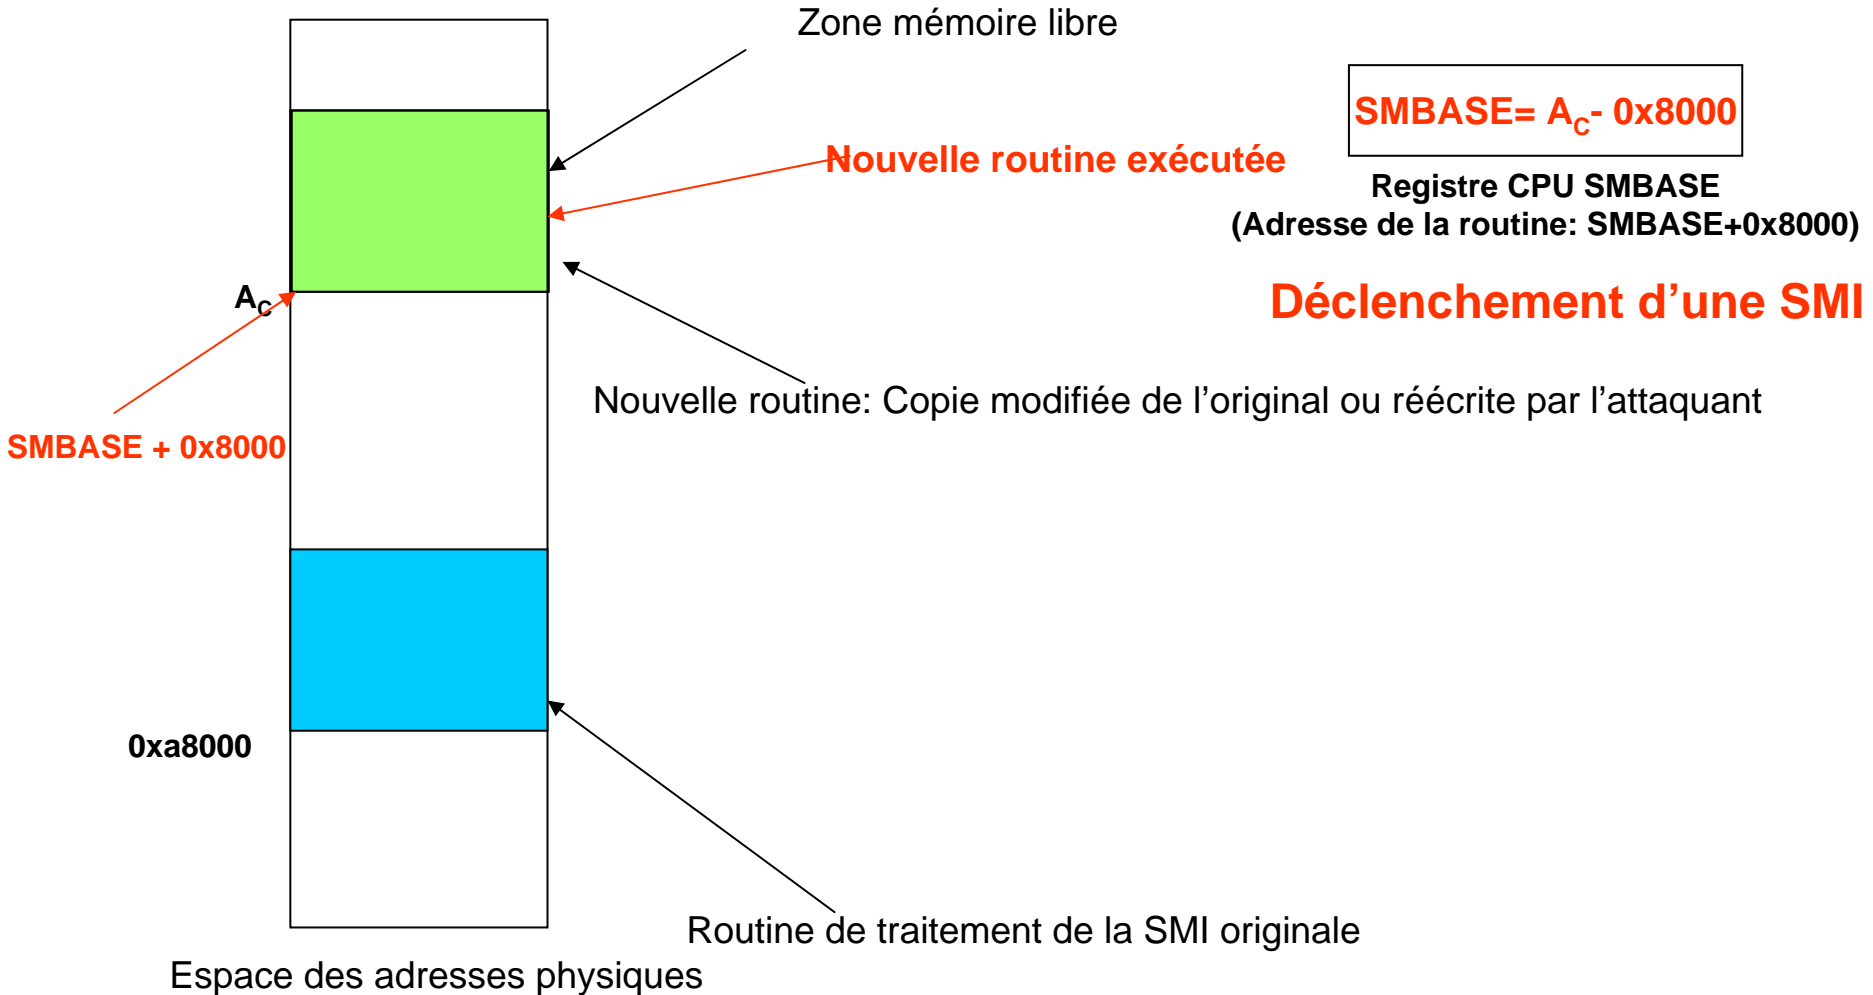 Zone mémoire libre
SMBASE= AC- 0x8000
Nouvelle routine exécutée
Registre CPU SMBASE
(Adresse de la routine: SMBASE+0x8000)
AC
Déclenchement d’une SMI
Nouvelle routine: Copie modifiée de l’original ou réécrite par l’attaquant
SMBASE + 0x8000
0xa8000
Routine de traitement de la SMI originale
Espace des adresses physiques